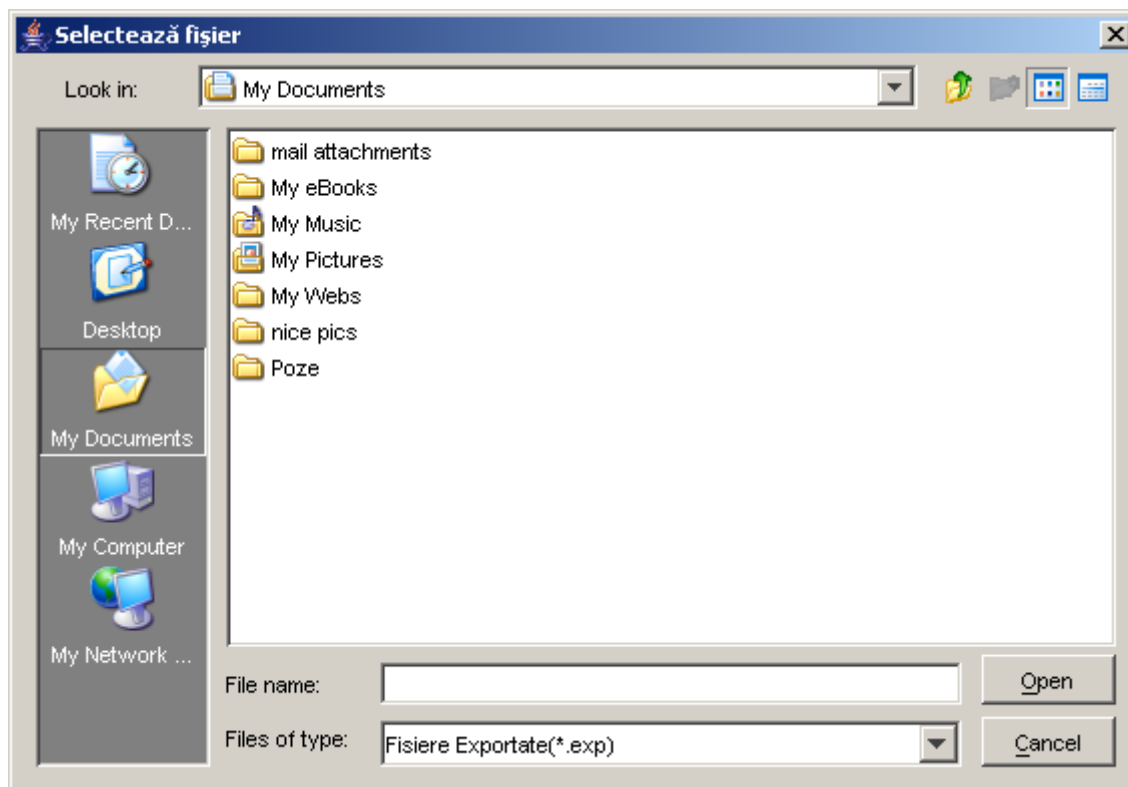 Selectează fişier
Look in: My Documents
My Recent D...
Desktop
My Documents
My Computer
My Network ...
mail attachments
My eBooks
My Music
My Pictures
My Webs
nice pics
Poze
File name:
Open
Files of type: Fisiere Exportate(*.exp)
Cancel